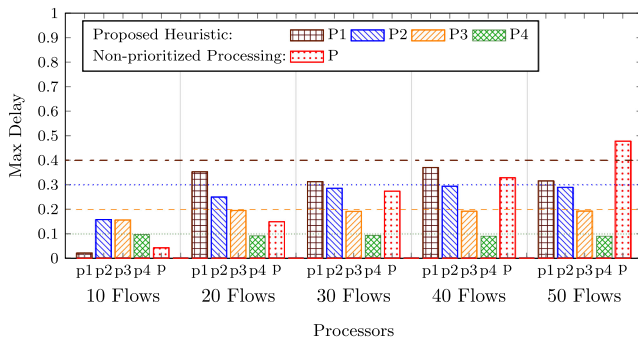 1
0.9
0.8
0.7
0.6
0.5
0.4
0.3
0.2
0.1
0
Max Delay
Proposed Heuristic: P1 P2 P3 P4
Non-prioritized Processing: P
p1 p2 p3 p4 P p1 p2 p3 p4 P p1 p2 p3 p4 P p1 p2 p3 p4 P p1 p2 p3 p4 P
10 Flows 20 Flows 30 Flows 40 Flows 50 Flows
Processors